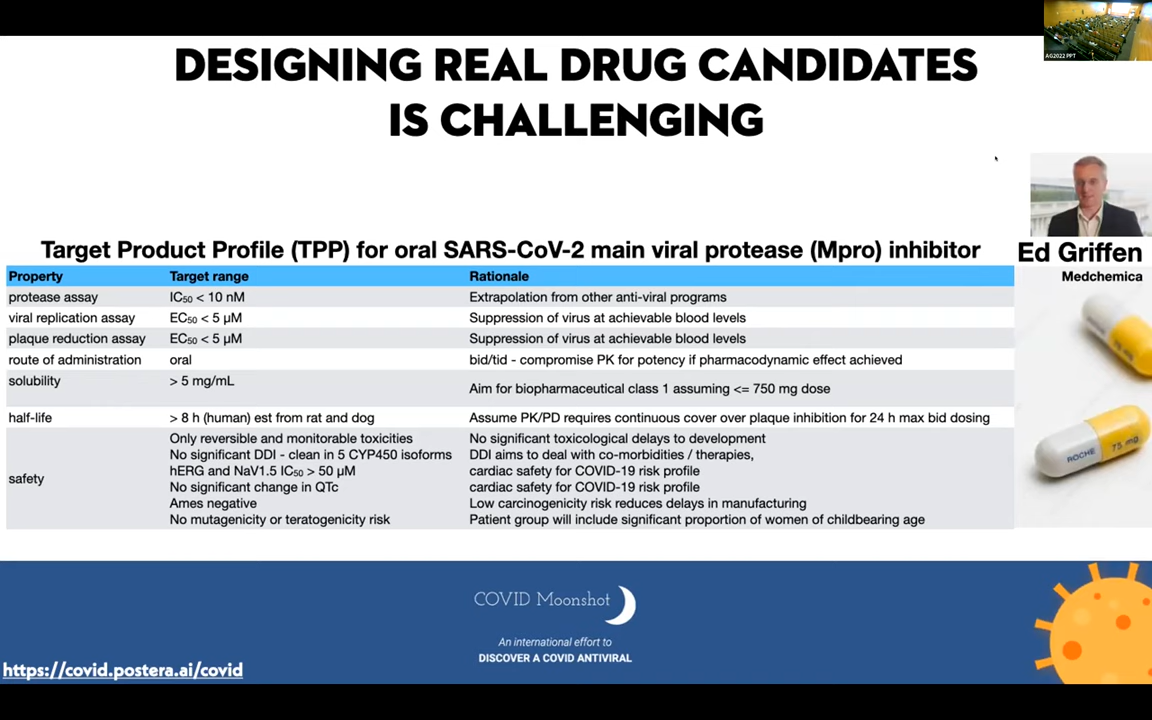 AG2022 PPT
DESIGNING REAL DRUG CANDIDATES
IS CHALLENGING
Target Product Profile (TPP) for oral SARS-CoV-2 main viral protease (Mpro) inhibitor
Ed Griffen
Medchemica
Property Target range Rationale
protease assay IC₅₀ < 10 nM Extrapolation from other anti-viral programs
viral replication assay EC₅₀ < 5 µM Suppression of virus at achievable blood levels
plaque reduction assay EC₅₀ < 5 µM Suppression of virus at achievable blood levels
route of administration oral bid/tid - compromise PK for potency if pharmacodynamic effect achieved
solubility > 5 mg/mL Aim for biopharmaceutical class 1 assuming <= 750 mg dose
half-life > 8 h (human) est from rat and dog Assume PK/PD requires continuous cover over plaque inhibition for 24 h max bid dosing
safety
Only reversible and monitorable toxicities No significant toxicological delays to development
No significant DDI - clean in 5 CYP450 isoforms DDI aims to deal with co-morbidities / therapies,
hERG and NaV1.5 IC₅₀ > 50 µM cardiac safety for COVID-19 risk profile
No significant change in QTc cardiac safety for COVID-19 risk profile
Ames negative Low carcinogenicity risk reduces delays in manufacturing
No mutagenicity or teratogenicity risk Patient group will include significant proportion of women of childbearing age
ROCHE 75 mg
COVID Moonshot
An international effort to
DISCOVER A COVID ANTIVIRAL
https://covid.postera.ai/covid